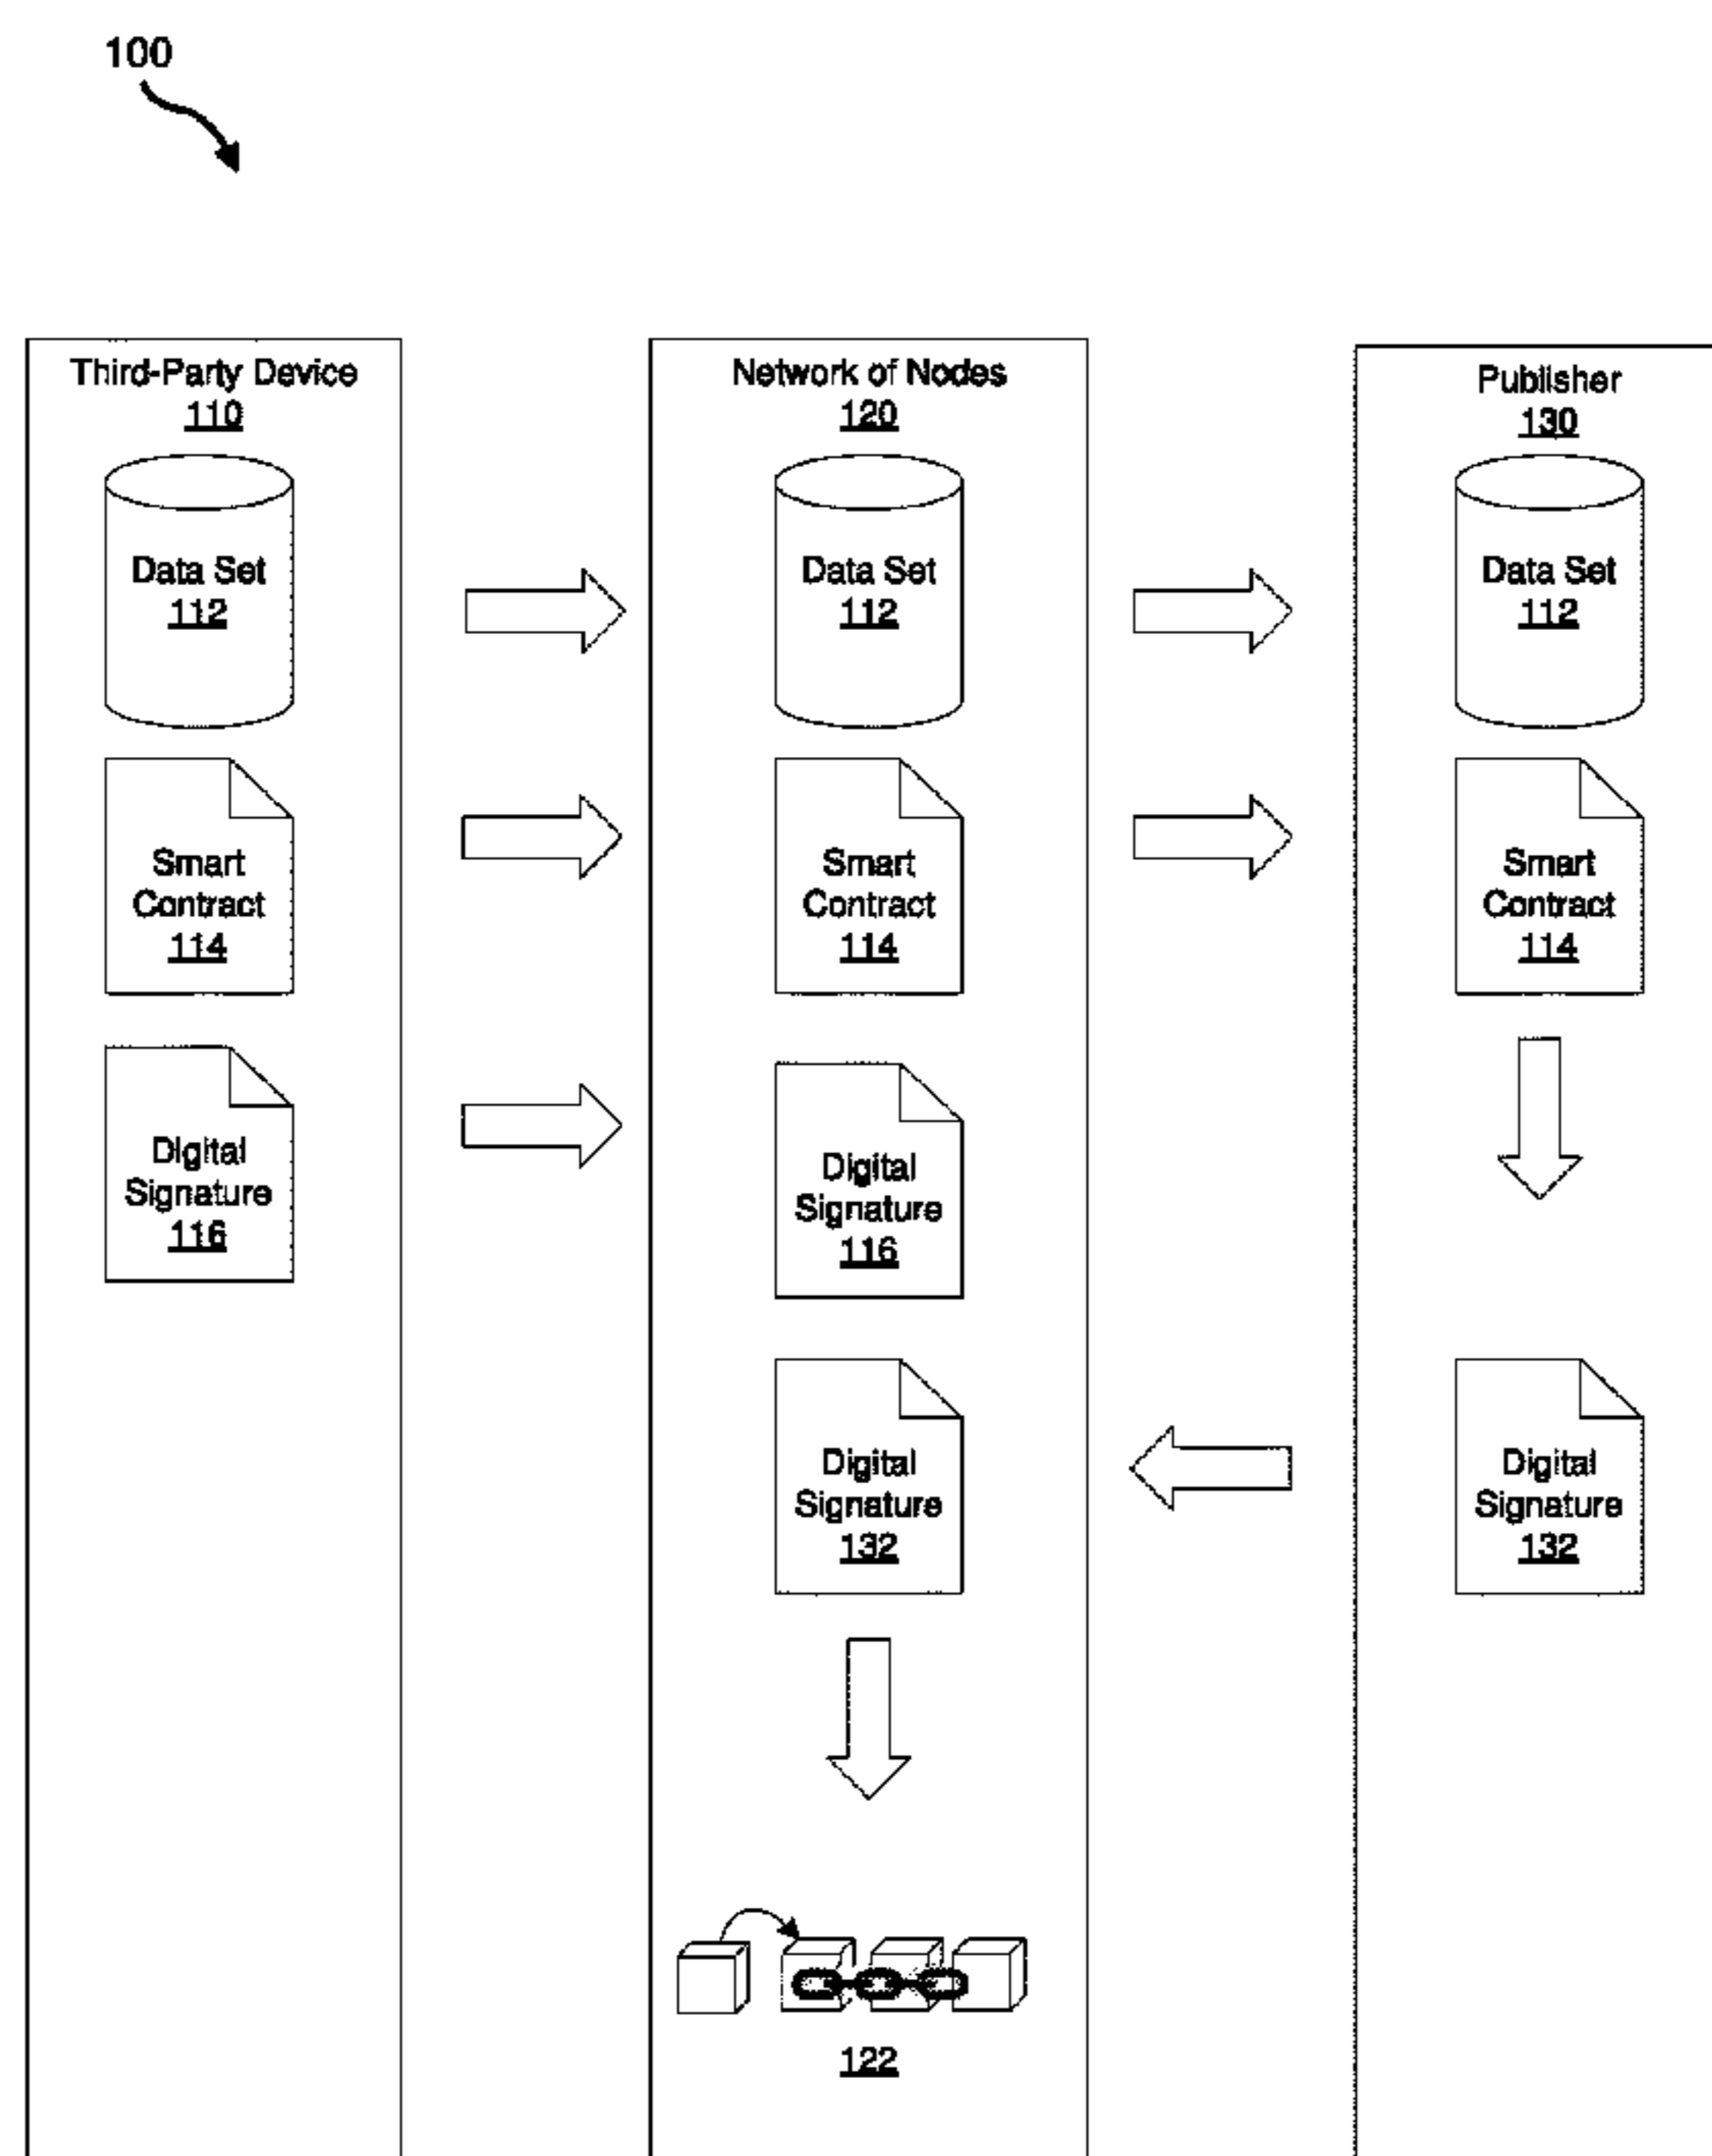 100
Third-Party Device
110
Data Set
112
Smart
Contract
114
Digital
Signature
116
Network of Nodes
120
Data Set
112
Smart
Contract
114
Digital
Signature
116
Digital
Signature
132
122
Publisher
130
Data Set
112
Smart
Contract
114
Digital
Signature
132